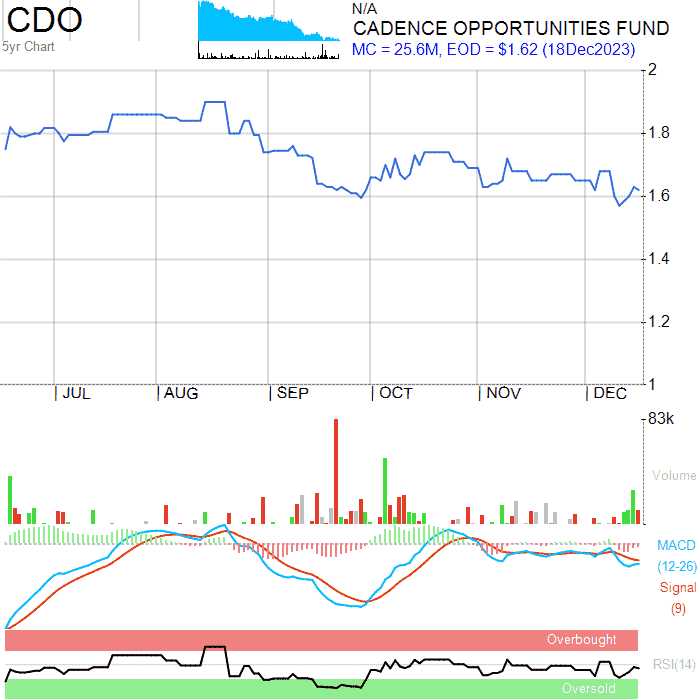 CDO
5yr Chart
N/A
CADENCE OPPORTUNITIES FUND
MC = 25.6M, EOD = $1.62 (18Dec2023)
2
1.8
1.6
1.4
1.2
1
JUL AUG SEP OCT NOV DEC
83k
Volume
MACD
(12-26)
Signal
(9)
Overbought
RSI(14)
Oversold